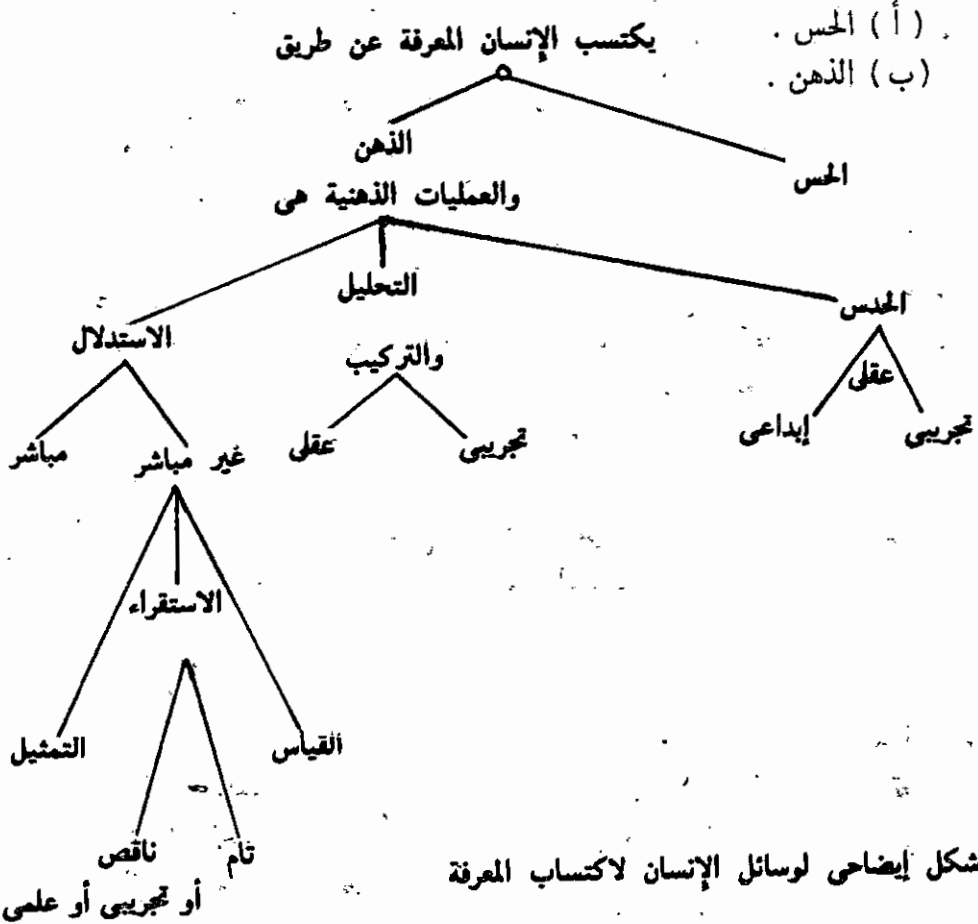 ( أ ) الحس .
(ب) الذهن .
يكتسب الإنسان المعرفة عن طريق
الحس
الذهن
والعمليات الذهنية هى
الحدس
التحليل
والتركيب
الاستدلال
عقلى
تجريبى
إبداعى
تجريبى
عقلى
غير مباشر
مباشر
الاستقراء
القياس
التمثيل
تام
ناقص
أو تجريبى أو علمى
شكل إيضاحى لوسائل الإنسان لاكتساب المعرفة